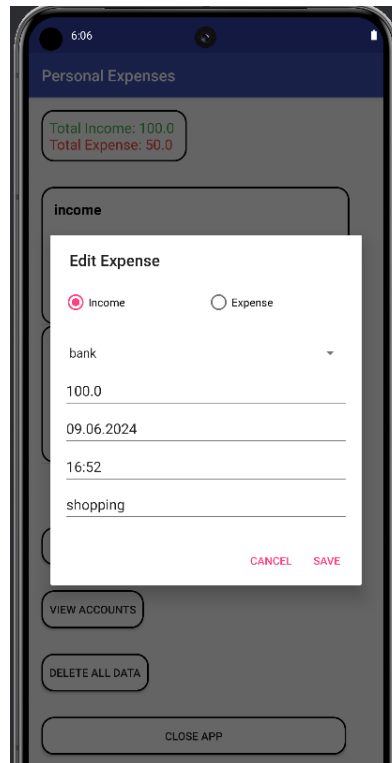 6:06
Personal Expenses
Total Income: 100.0
Total Expense: 50.0
income
Edit Expense
Income
Expense
bank
100.0
09.06.2024
16:52
shopping
CANCEL SAVE
VIEW ACCOUNTS
DELETE ALL DATA
CLOSE APP